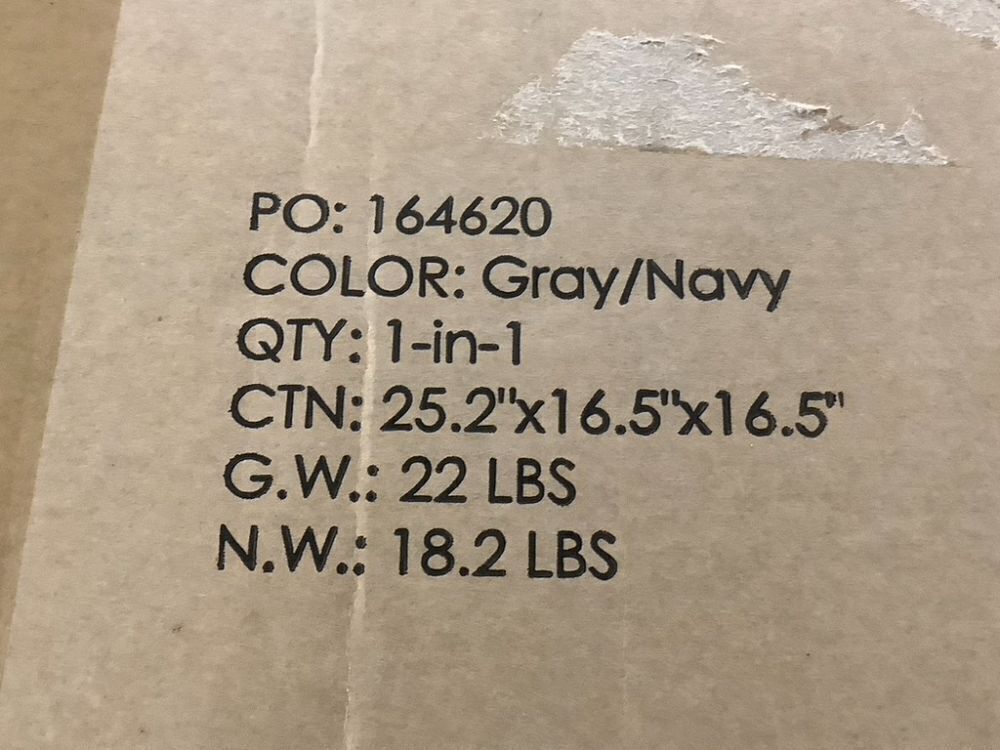 PO: 164620
COLOR: Gray/Navy
QTY: 1-in-1
CTN: 25.2"x16.5"x16.5"
G.W.: 22 LBS
N.W.: 18.2 LBS